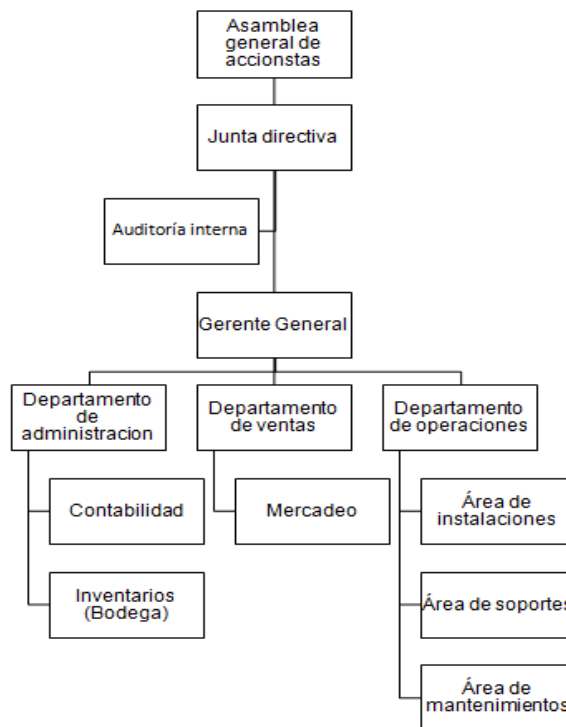 Asamblea
general de
accionstas
Junta directiva
Auditoría interna
Gerente General
Departamento
de
administracion
Departamento
de ventas
Departamento
de operaciones
Contabilidad
Mercadeo
Área de
instalaciones
Inventarios
(Bodega)
Área de soportes
Área de
mantenimientos